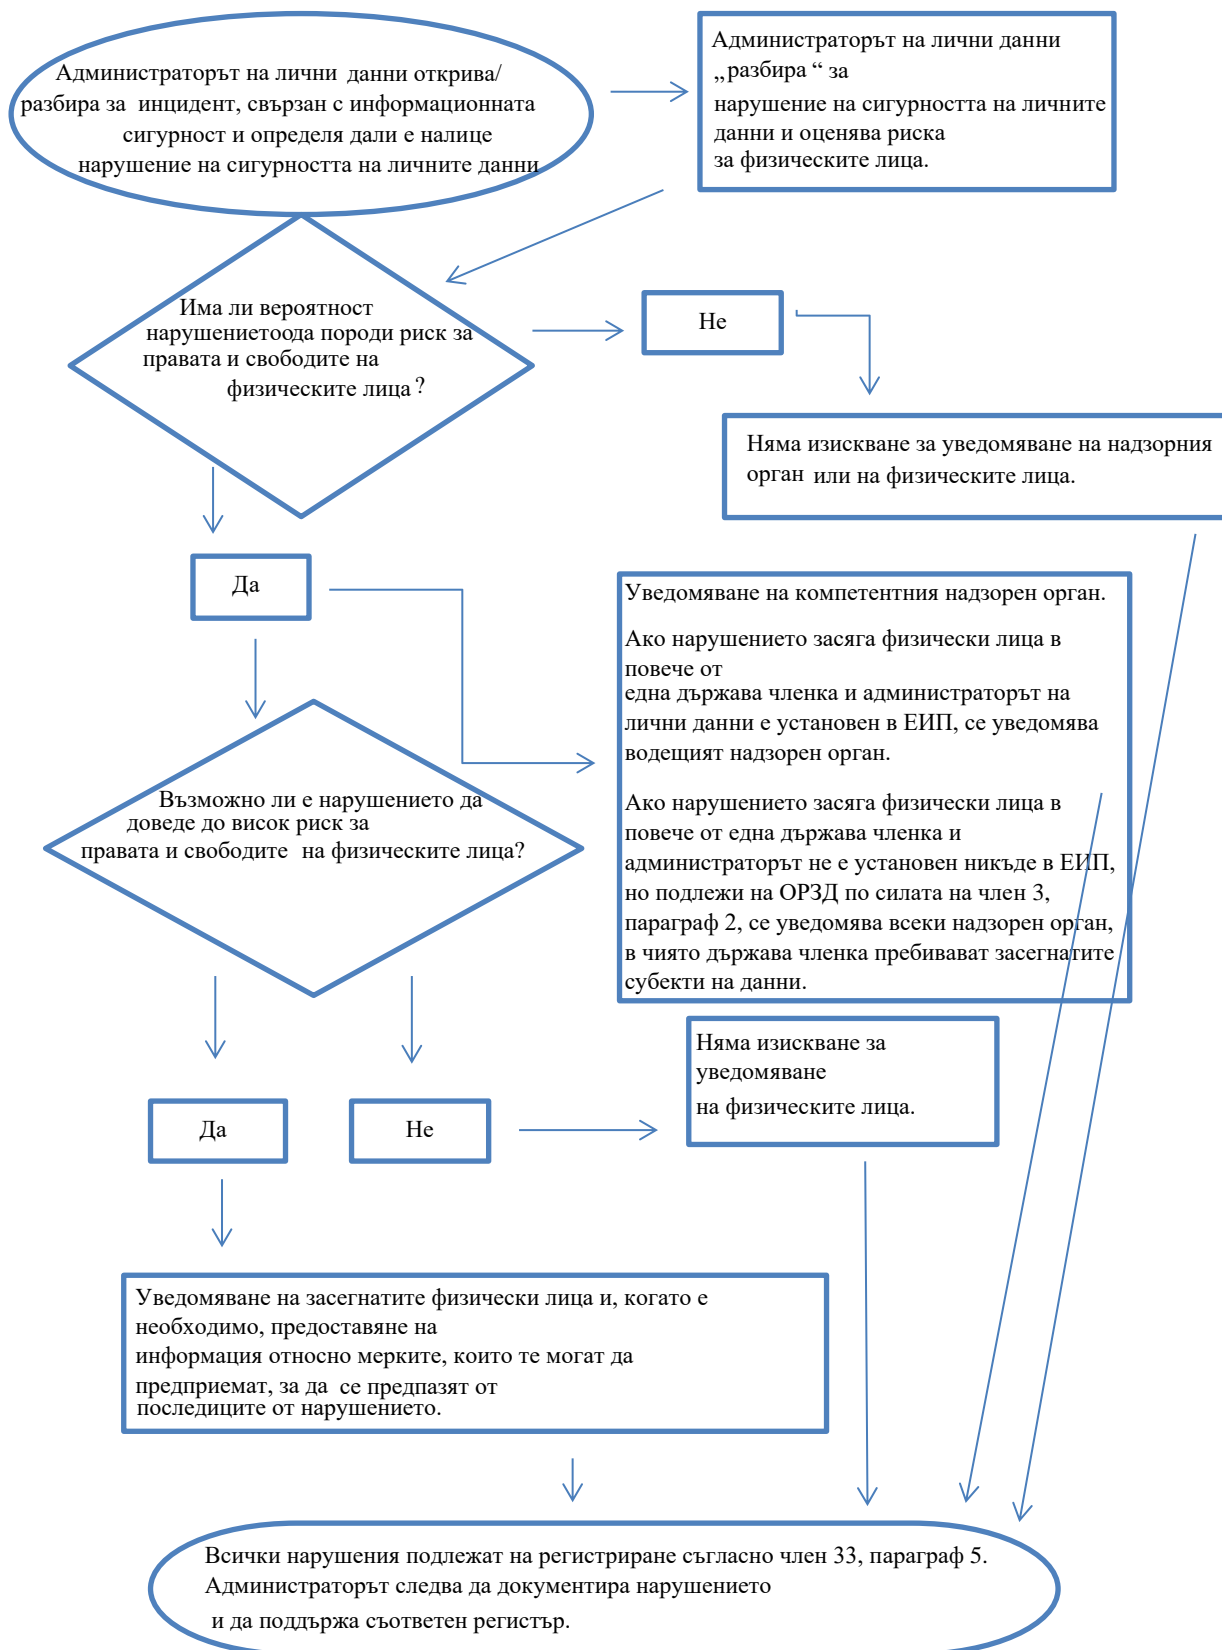 Администраторът на лични данни открива/
разбира за инцидент, свързан с информационната
сигурност и определя дали е налице
нарушение на сигурността на личните данни
Администраторът на лични данни
„разбира“ за
нарушение на сигурността на личните
данни и оценява риска
за физическите лица.
Има ли вероятност
нарушениетоода породи риск за
правата и свободите на
физическите лица?
Не
Няма изискване за уведомяване на надзорния
орган или на физическите лица.
Да
Уведомяване на компетентния надзорен орган.
Ако нарушението засяга физически лица в
повече от
една държава членка и администраторът на
лични данни е установен в ЕИП, се уведомява
водещият надзорен орган.
Ако нарушението засяга физически лица в
повече от една държава членка и
администраторът не е установен никъде в ЕИП,
но подлежи на ОРЗД по силата на член 3,
параграф 2, се уведомява всеки надзорен орган,
в чиято държава членка пребивават засегнатите
субекти на данни.
Възможно ли е нарушението да
доведе до висок риск за
правата и свободите на физическите лица?
Да
Не
Няма изискване за
уведомяване
на физическите лица.
Уведомяване на засегнатите физически лица и, когато е
необходимо, предоставяне на
информация относно мерките, които те могат да
предприемат, за да се предпазят от
последиците от нарушението.
Всички нарушения подлежат на регистриране съгласно член 33, параграф 5.
Администраторът следва да документира нарушението
и да поддържа съответен регистър.